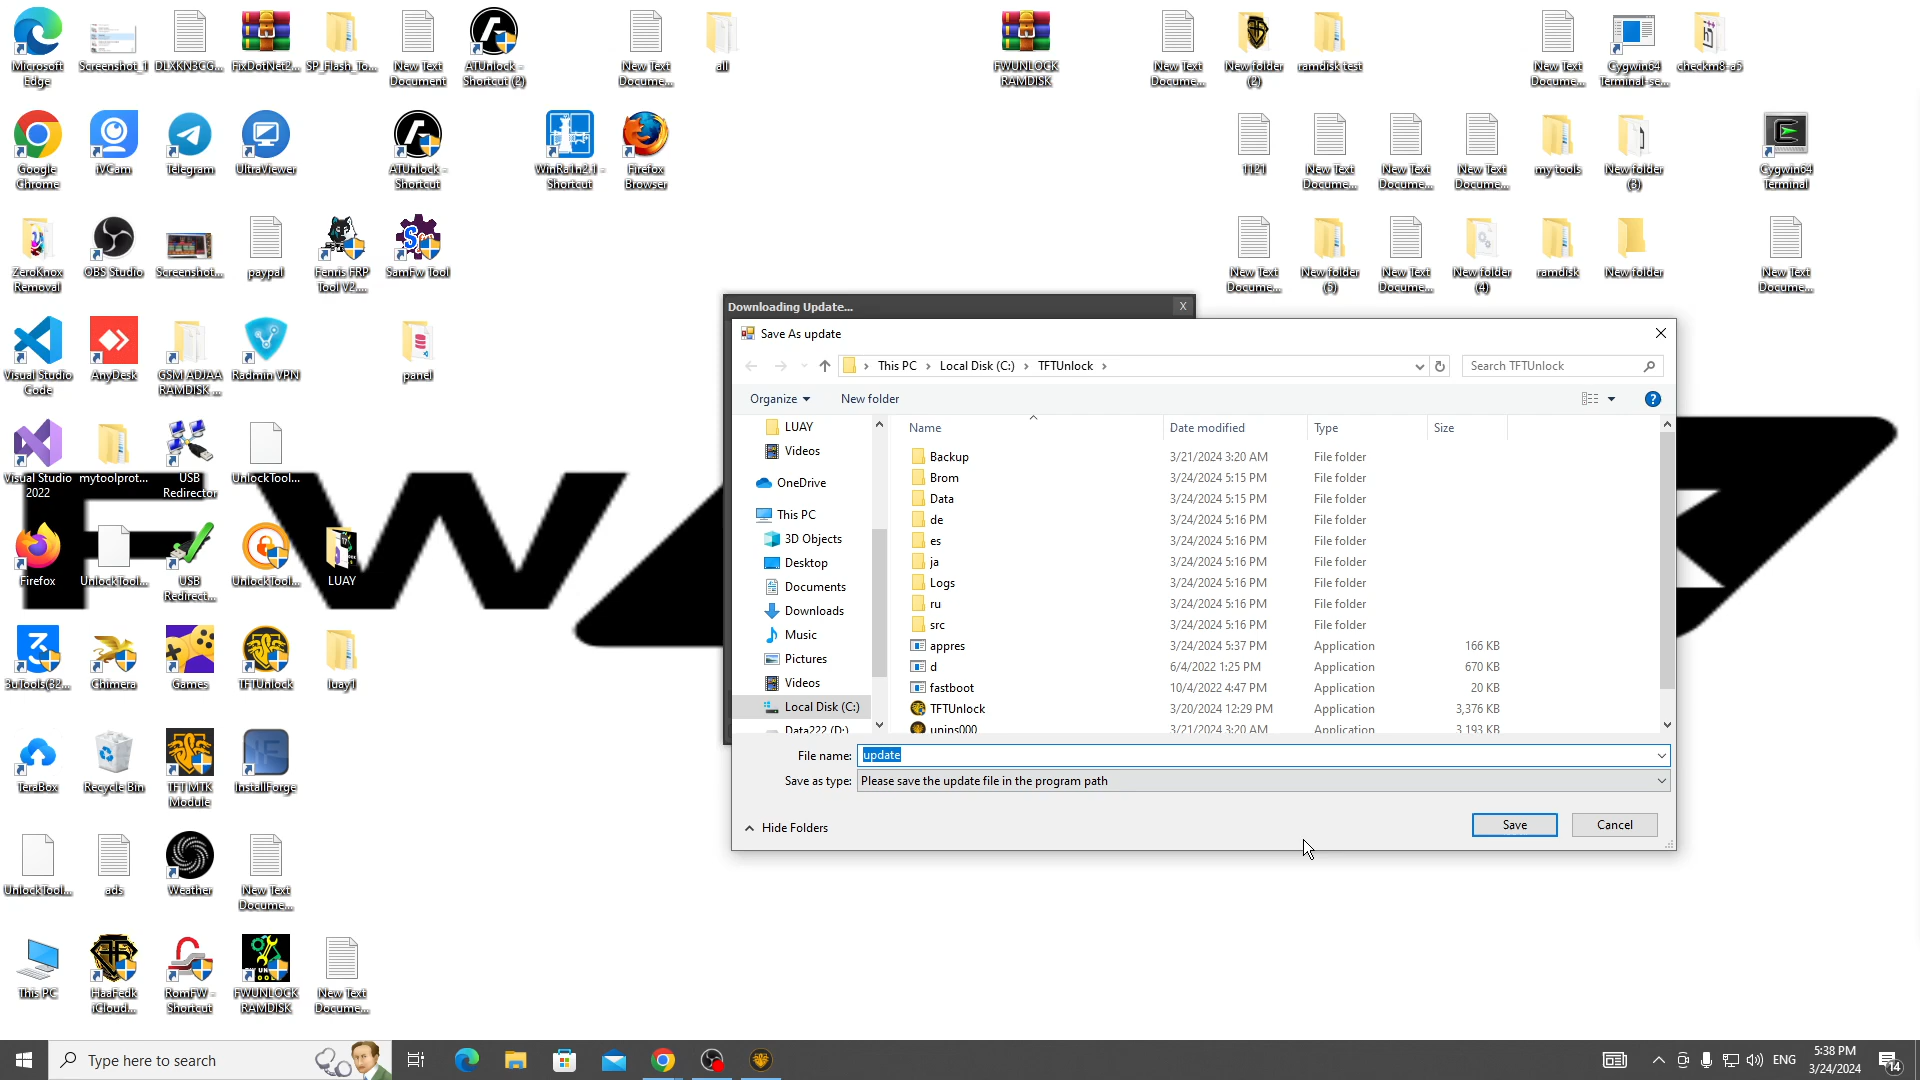 Microsoft
Edge
Screenshot_1
DLXKN3CG...
FixDotNet2...
SP_Flash_To...
New Text
Document
ATUnlock -
Shortcut (2)
New Text
Docume...
all
FWUNLOCK
RAMDISK
New Text
Docume...
New folder
(2)
ramdisk test
New Text
Docume...
Cygwin64
Terminal-se...
checkm8-a5
Google
Chrome
iVCam
Telegram
UltraViewer
ATUnlock -
Shortcut
WinRa1n2.1 -
Shortcut
Firefox
Browser
1121
New Text
Docume...
New Text
Docume...
New Text
Docume...
my tools
New folder
(3)
Cygwin64
Terminal
ZeroKnox
Removal
OBS Studio
Screenshot...
paypal
Fenris FRP
Tool V2....
SamFw Tool
New Text
Docume...
New folder
(5)
New Text
Docume...
New folder
(4)
ramdisk
New folder
New Text
Docume...
Visual Studio
Code
AnyDesk
GSM ADJAA
RAMDISK ...
Radmin VPN
panel
Visual Studio
2022
mytoolprot...
USB
Redirector
UnlockTool...
Firefox
UnlockTool...
USB
Redirect...
UnlockTool...
LUAY
3uTools(32...
Chimera
Games
TFTUnlock
luay1
TeraBox
Recycle Bin
TFT MTK
Module
InstallForge
UnlockTool...
ads
Weather
New Text
Docume...
This PC
HaaFedk
iCloud...
RomFW -
Shortcut
FWUNLOCK
RAMDISK
New Text
Docume...
Downloading Update...
X
Save As update
This PC
Local Disk (C:)
TFTUnlock
Search TFTUnlock
Organize
New folder
LUAY
Videos
OneDrive
This PC
3D Objects
Desktop
Documents
Downloads
Music
Pictures
Videos
Local Disk (C:)
Data222 (D:)
Name Date modified Type Size
Backup 3/21/2024 3:20 AM File folder
Brom 3/24/2024 5:15 PM File folder
Data 3/24/2024 5:15 PM File folder
de 3/24/2024 5:16 PM File folder
es 3/24/2024 5:16 PM File folder
ja 3/24/2024 5:16 PM File folder
Logs 3/24/2024 5:16 PM File folder
ru 3/24/2024 5:16 PM File folder
src 3/24/2024 5:16 PM File folder
appres 3/24/2024 5:37 PM Application 166 KB
d 6/4/2022 1:25 PM Application 670 KB
fastboot 10/4/2022 4:47 PM Application 20 KB
TFTUnlock 3/20/2024 12:29 PM Application 3,376 KB
unins000 3/21/2024 3:20 AM Application 3,193 KB
File name: update
Save as type: Please save the update file in the program path
Hide Folders
Save
Cancel
Type here to search
ENG
5:38 PM
3/24/2024
14